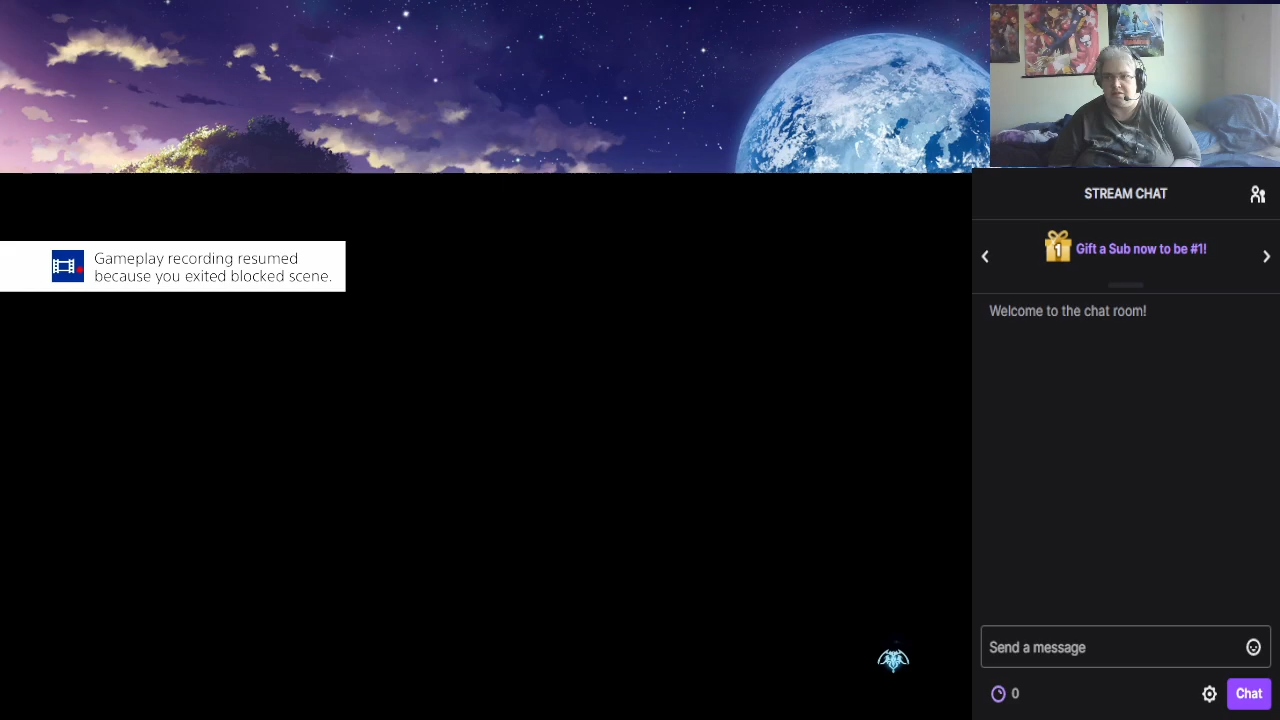 STREAM CHAT
1
Gift a Sub now to be #1!
Gameplay recording resumed
because you exited blocked scene.
Welcome to the chat room!
Send a message
0
Chat